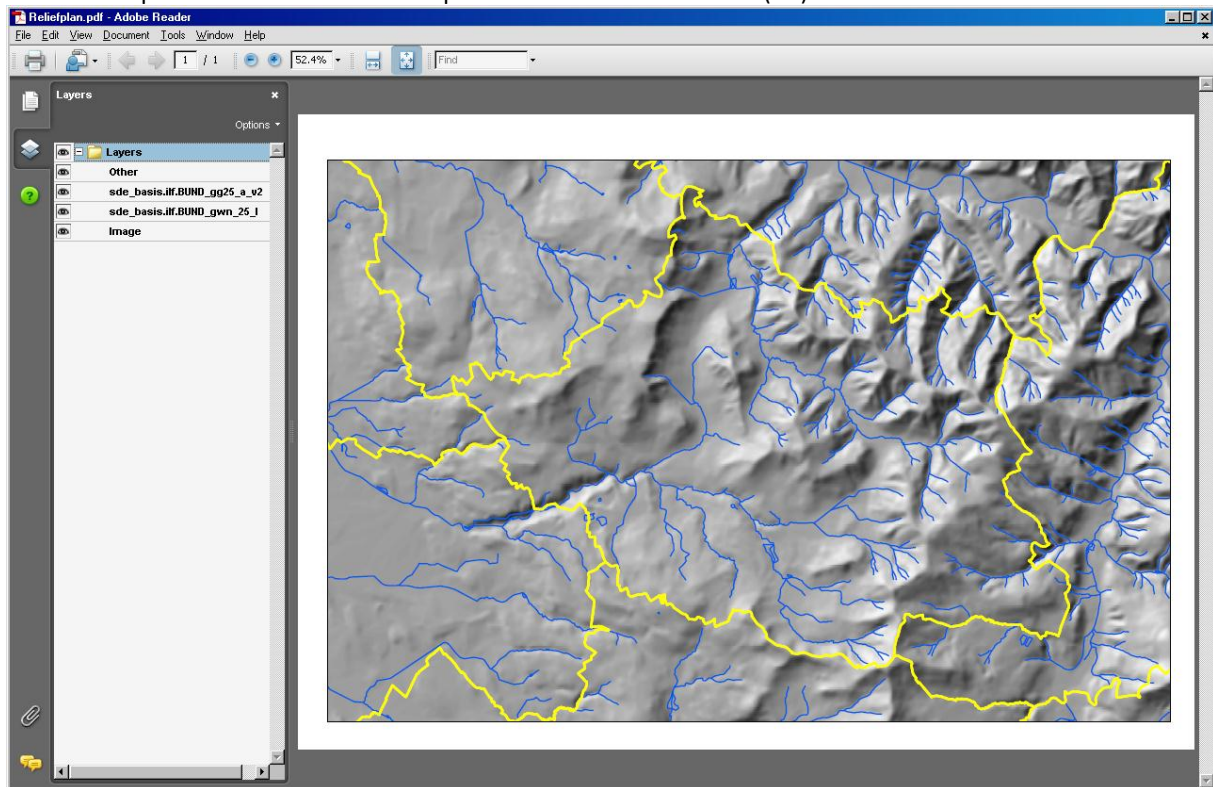 Reliefplan.pdf - Adobe Reader
File Edit View Document Tools Window Help
1 / 1 52.4% Find
Layers
Options
Layers
Other
sde_basis.ilf.BUND_gg25_a_v2
sde_basis.ilf.BUND_gwn_25_l
Image